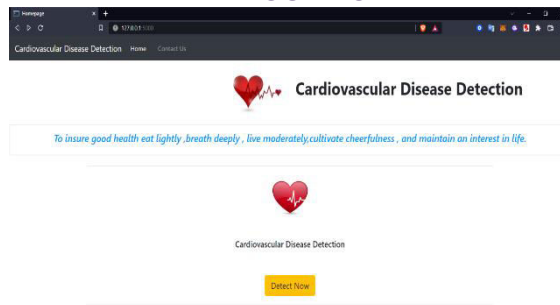 Homepage
127.0.0.1:5000
Cardiovascular Disease Detection Home Contact Us
Cardiovascular Disease Detection
To insure good health eat lightly ,breath deeply , live moderately,cultivate cheerfulness , and maintain an interest in life.
Cardiovascular Disease Detection
Detect Now